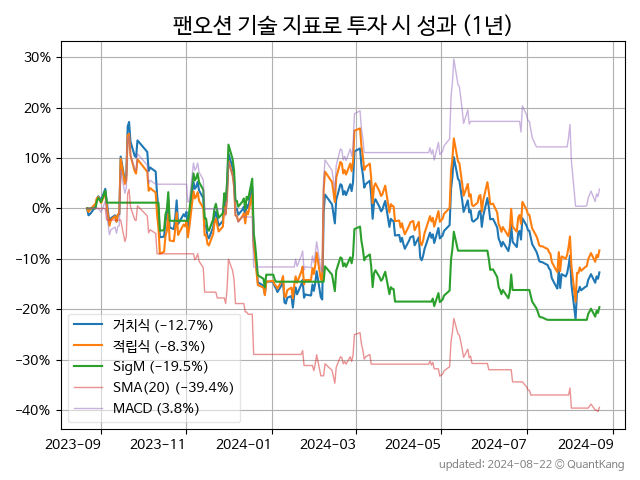 팬오션 기술 지표로 투자 시 성과 (1년)
30%
20%
10%
0%
−10%
−20%
−30%
−40%
거치식 (−12.7%)
적립식 (−8.3%)
SigM (−19.5%)
SMA(20) (−39.4%)
MACD (3.8%)
2023-09 2023-11 2024-01 2024-03 2024-05 2024-07 2024-09
updated: 2024-08-22 © QuantKang